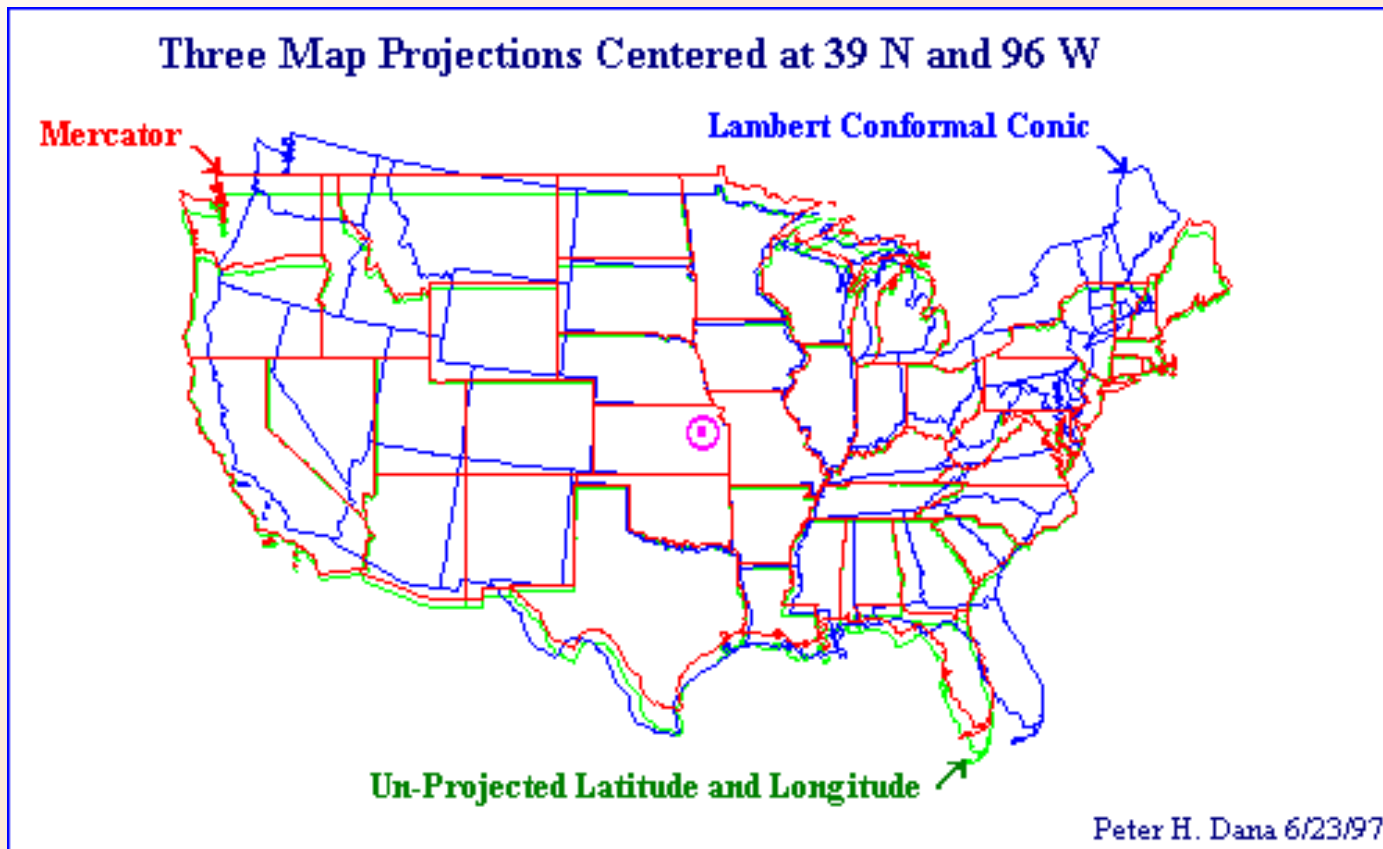 Three Map Projections Centered at 39 N and 96 W
Mercator
Lambert Conformal Conic
Un-Projected Latitude and Longitude
Peter H. Dana 6/23/97